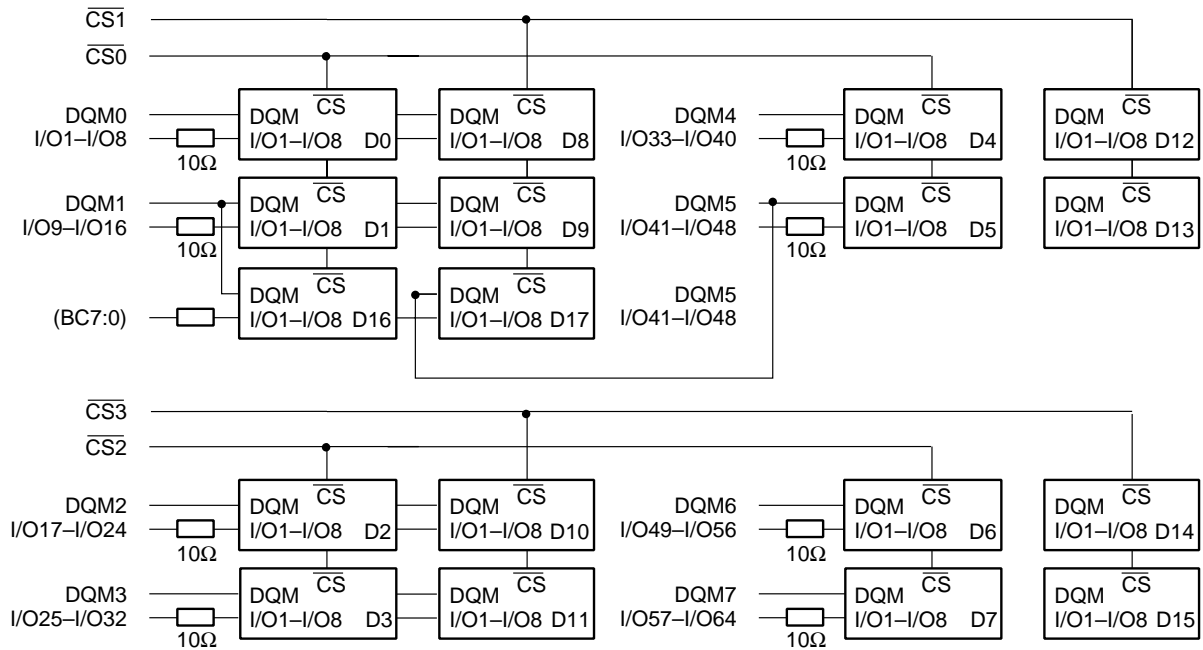 CS1
CS0
DQM0
I/O1–I/O8
10Ω
DQM CS
I/O1–I/O8 D0
DQM CS
I/O1–I/O8 D8
DQM4
I/O33–I/O40
10Ω
DQM CS
I/O1–I/O8 D4
DQM CS
I/O1–I/O8 D12
DQM1
I/O9–I/O16
10Ω
DQM CS
I/O1–I/O8 D1
DQM CS
I/O1–I/O8 D9
DQM5
I/O41–I/O48
10Ω
DQM CS
I/O1–I/O8 D5
DQM CS
I/O1–I/O8 D13
(BC7:0)
DQM CS
I/O1–I/O8 D16
DQM CS
I/O1–I/O8 D17
DQM5
I/O41–I/O48
CS3
CS2
DQM2
I/O17–I/O24
10Ω
DQM CS
I/O1–I/O8 D2
DQM CS
I/O1–I/O8 D10
DQM6
I/O49–I/O56
10Ω
DQM CS
I/O1–I/O8 D6
DQM CS
I/O1–I/O8 D14
DQM3
I/O25–I/O32
10Ω
DQM CS
I/O1–I/O8 D3
DQM CS
I/O1–I/O8 D11
DQM7
I/O57–I/O64
10Ω
DQM CS
I/O1–I/O8 D7
DQM CS
I/O1–I/O8 D15